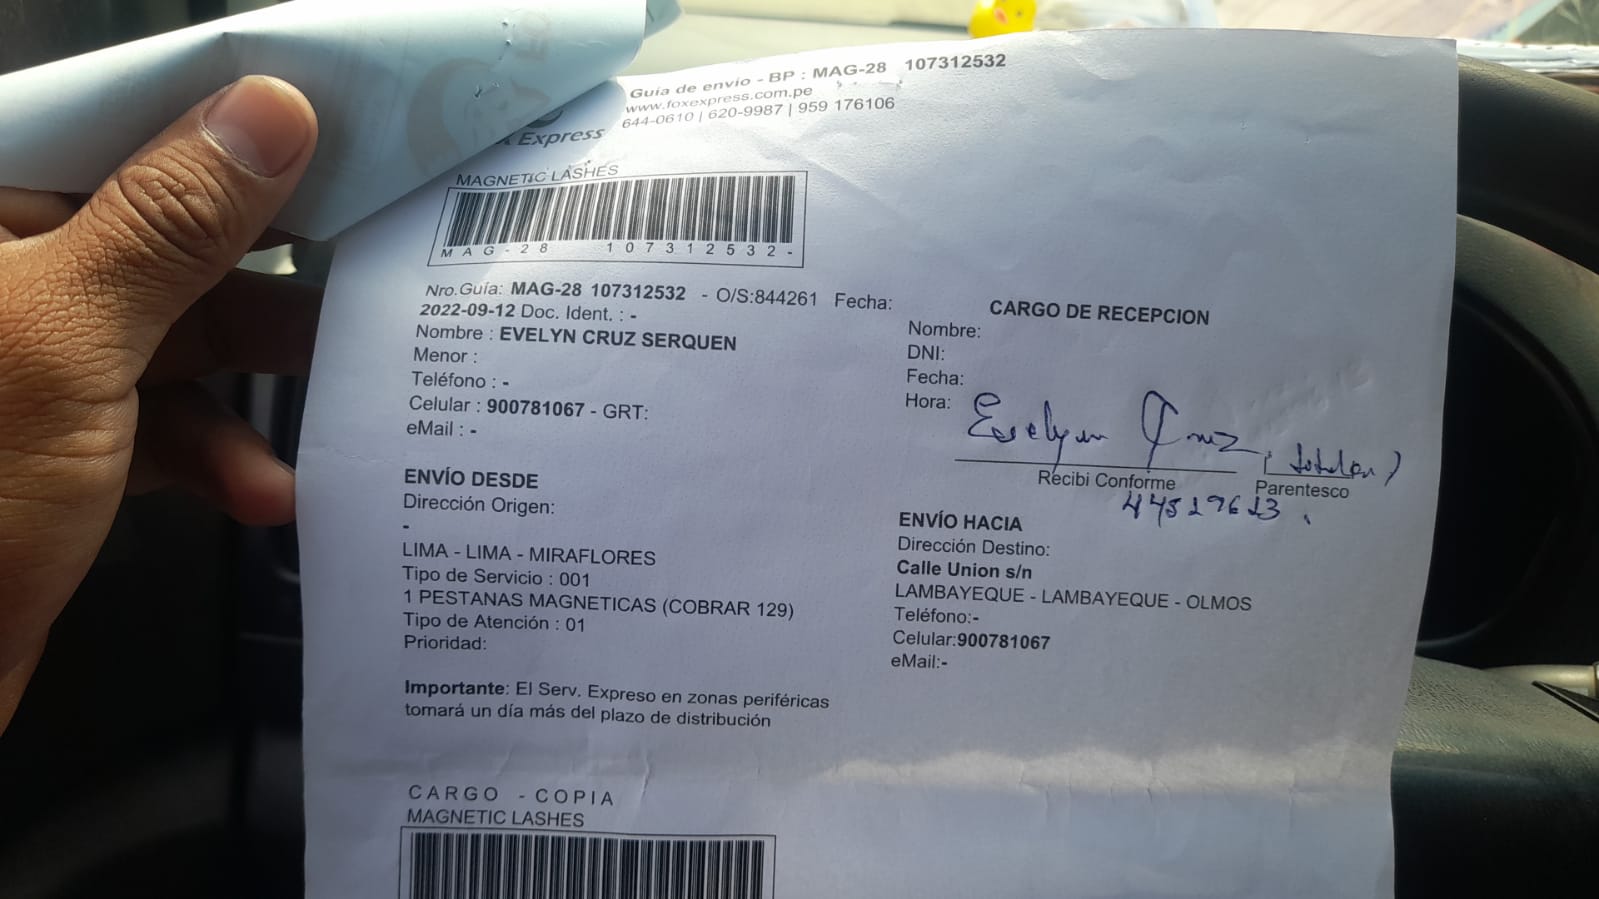 Guía de envío - BP : MAG-28 107312532
www.foxexpress.com.pe
644-0610 | 620-9987 | 959 176106
Express
MAGNETIC LASHES
MAG-28 107312532-
Nro.Guía: MAG-28 107312532 - O/S:844261 Fecha:
2022-09-12 Doc. Ident. : -
Nombre : EVELYN CRUZ SERQUEN
Menor :
Teléfono : -
Celular : 900781067 - GRT:
eMail : -
ENVÍO DESDE
Dirección Origen:
-
LIMA - LIMA - MIRAFLORES
Tipo de Servicio : 001
1 PESTANAS MAGNETICAS (COBRAR 129)
Tipo de Atención : 01
Prioridad:
Importante: El Serv. Expreso en zonas periféricas
tomará un día más del plazo de distribución
CARGO DE RECEPCION
Nombre:
DNI:
Fecha:
Hora:
Evelyn Cruz (titular)
Recibi Conforme Parentesco
ENVÍO HACIA
Dirección Destino:
Calle Union s/n
LAMBAYEQUE - LAMBAYEQUE - OLMOS
Teléfono:-
Celular:900781067
eMail:-
CARGO - COPIA
MAGNETIC LASHES